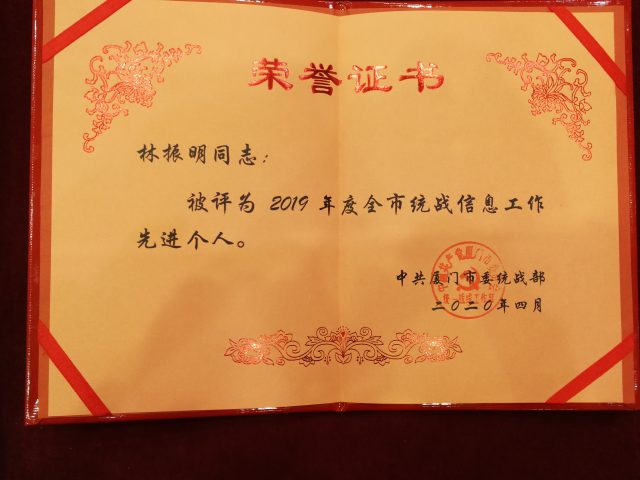 荣誉证书
林振明同志：
被评为 2019 年度全市统战信息工作
先进个人。
中共厦门市委统战部
二〇二〇年四月